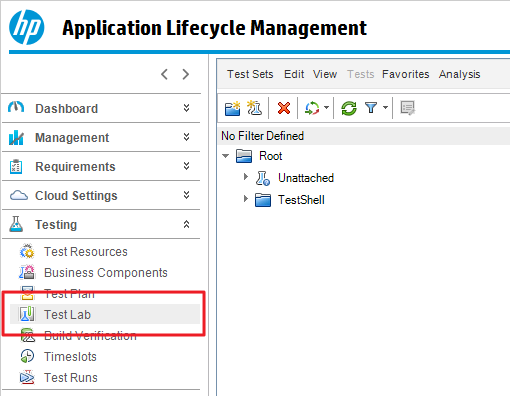 hp Application Lifecycle Management
Dashboard
Management
Requirements
Cloud Settings
Testing
Test Resources
Business Components
Test Plan
Test Lab
Build Verification
Timeslots
Test Runs
Test Sets Edit View Tests Favorites Analysis
No Filter Defined
Root
Unattached
TestShell